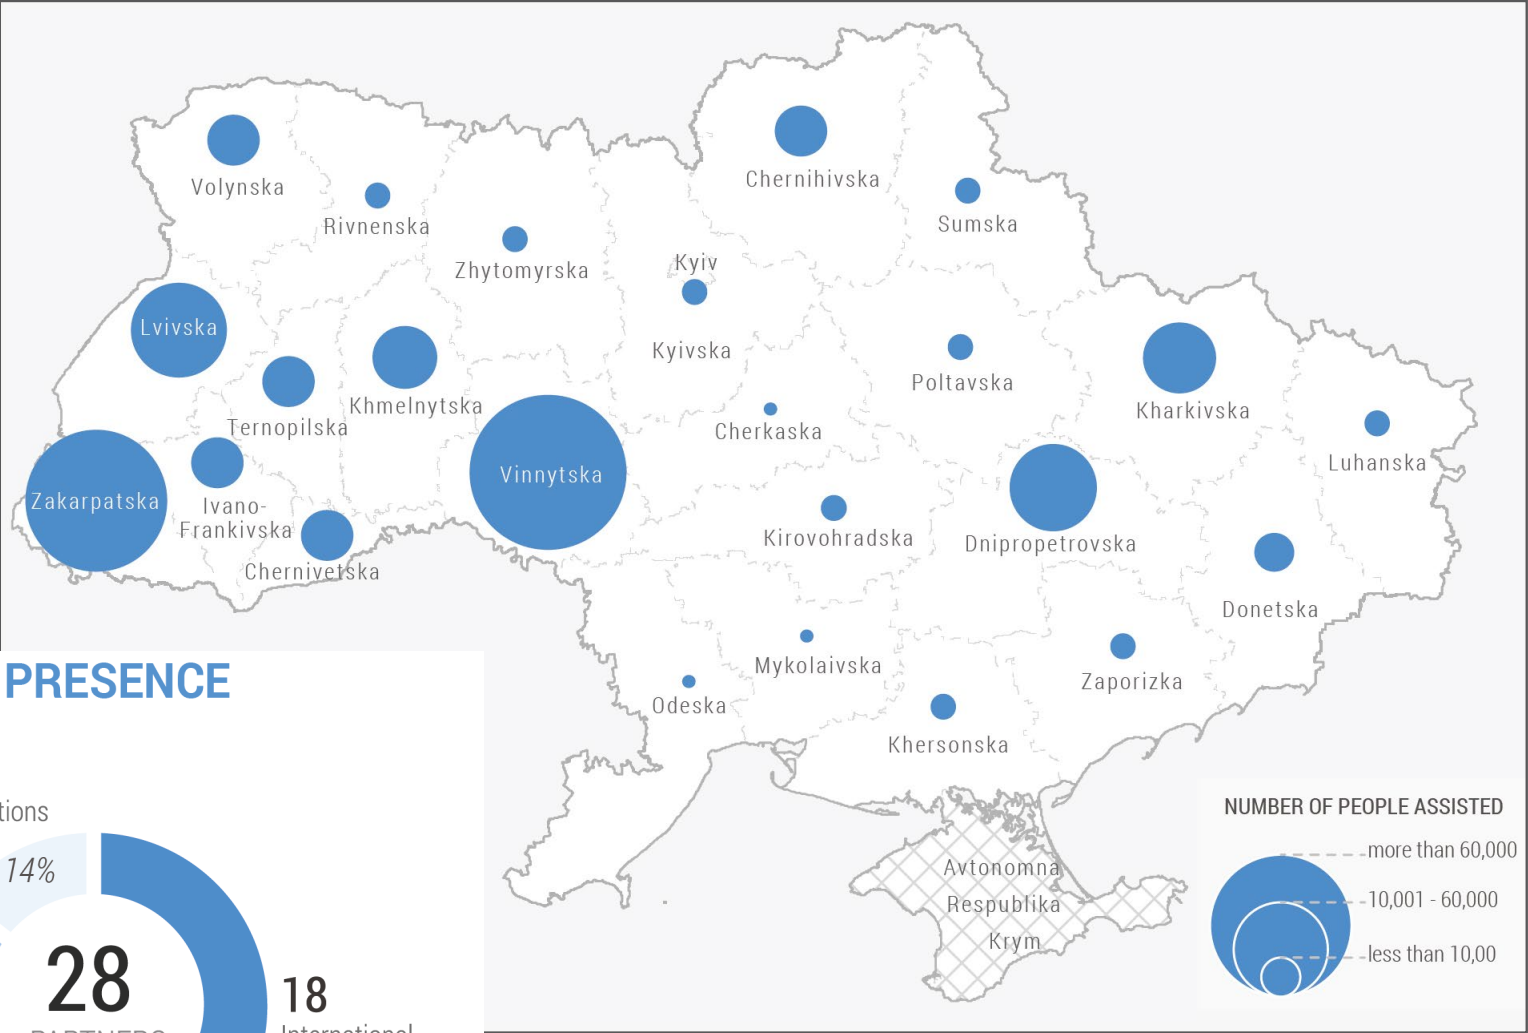 Volynska
Rivnenska
Zhytomyrska
Kyiv
Kyivska
Chernihivska
Sumska
Lvivska
Ternopilska
Khmelnytska
Vinnytska
Cherkaska
Poltavska
Kharkivska
Luhanska
Zakarpatska
Ivano-
Frankivska
Chernivetska
Kirovohradska
Dnipropetrovska
Donetska
Odeska
Mykolaivska
Khersonska
Zaporizka
Avtonomna
Respublika
Krym
PRESENCE
tions
14%
28
PARTNERS
18
International
NUMBER OF PEOPLE ASSISTED
more than 60,000
10,001 - 60,000
less than 10,00